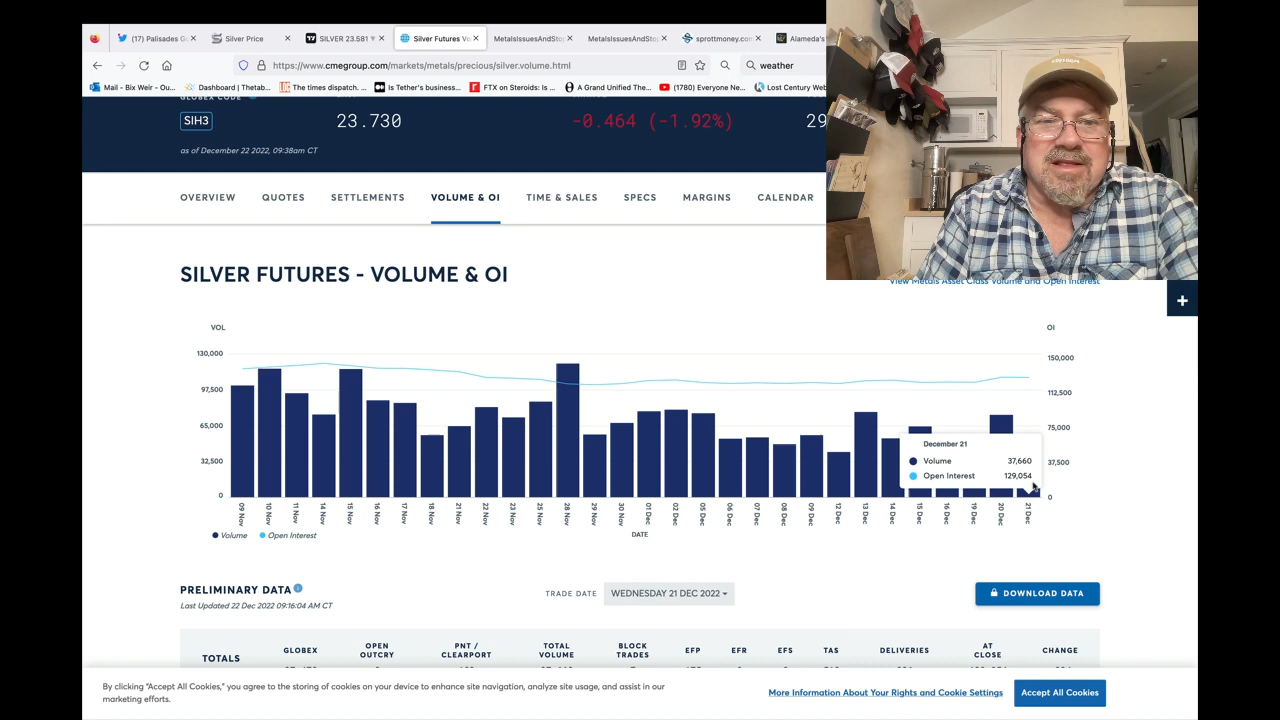 (17) Palisades G
Silver Price
SILVER 23.581
Silver Futures Vo
MetalsIssuesAndSto
MetalsIssuesAndSto
sprottmoney.com
Alameda's
https://www.cmegroup.com/markets/metals/precious/silver.volume.html
weather
Mail - Bix Weir - Ou...
Dashboard | Thetab...
The times dispatch. ...
Is Tether's business...
FTX on Steroids: Is ...
A Grand Unified The...
(1780) Everyone Ne...
Lost Century Web
GLOBEX CODE
SIH3
23.730
-0.464 (-1.92%)
29
as of December 22 2022, 09:38am CT
OVERVIEW QUOTES SETTLEMENTS VOLUME & OI TIME & SALES SPECS MARGINS CALENDAR
SILVER FUTURES - VOLUME & OI
View Metals Asset Class Volume and Open Interest
+
VOL
OI
130,000
97,500
65,000
32,500
0
150,000
112,500
75,000
37,500
0
December 21
Volume 37,660
Open Interest 129,054
09 Nov
10 Nov
11 Nov
14 Nov
15 Nov
16 Nov
17 Nov
18 Nov
21 Nov
22 Nov
23 Nov
25 Nov
28 Nov
29 Nov
30 Nov
01 Dec
02 Dec
05 Dec
06 Dec
07 Dec
08 Dec
09 Dec
12 Dec
13 Dec
14 Dec
15 Dec
16 Dec
19 Dec
20 Dec
21 Dec
DATE
Volume Open Interest
PRELIMINARY DATA
Last Updated 22 Dec 2022 09:16:04 AM CT
TRADE DATE
WEDNESDAY 21 DEC 2022
DOWNLOAD DATA
TOTALS
GLOBEX
OPEN OUTCRY
PNT / CLEARPORT
TOTAL VOLUME
BLOCK TRADES
EFP
EFR
EFS
TAS
DELIVERIES
AT CLOSE
CHANGE
By clicking "Accept All Cookies," you agree to the storing of cookies on your device to enhance site navigation, analyze site usage, and assist in our
marketing efforts.
More Information About Your Rights and Cookie Settings
Accept All Cookies